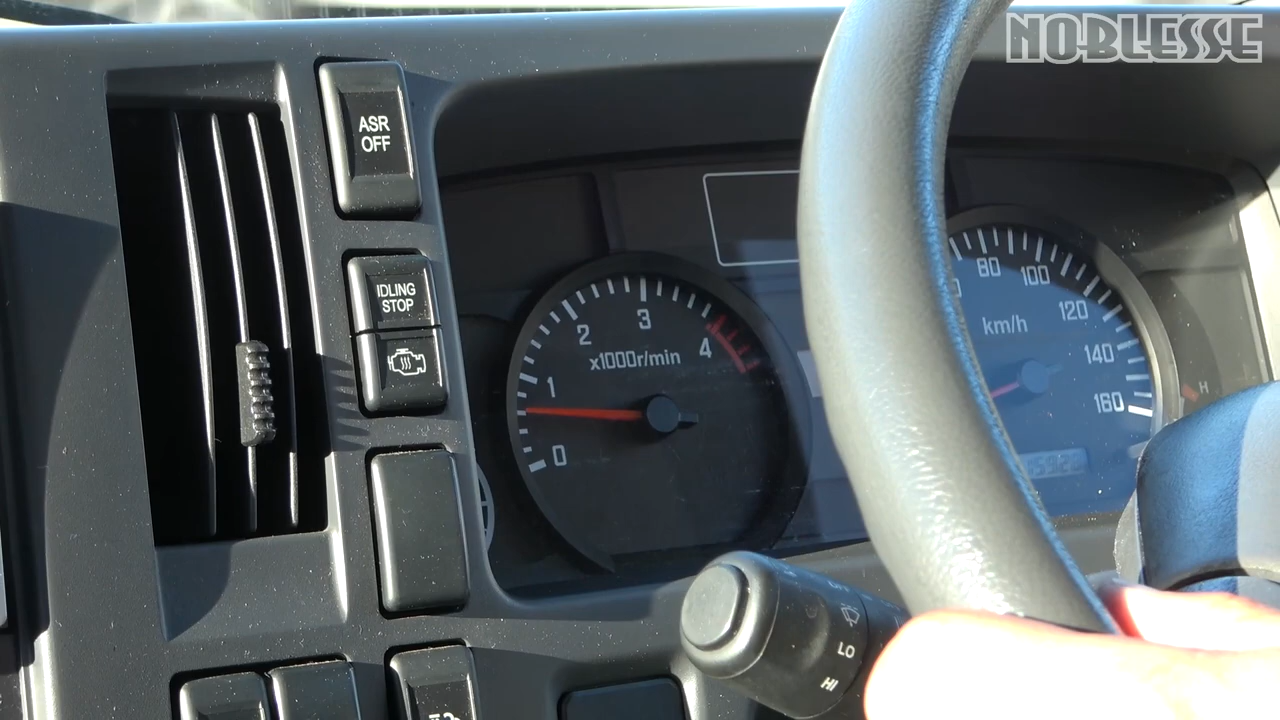 NOBLESSE
ASR
OFF
IDLING
STOP
0
1
2
3
4
x1000r/min
80
100
120
140
160
km/h
H
LO
HI